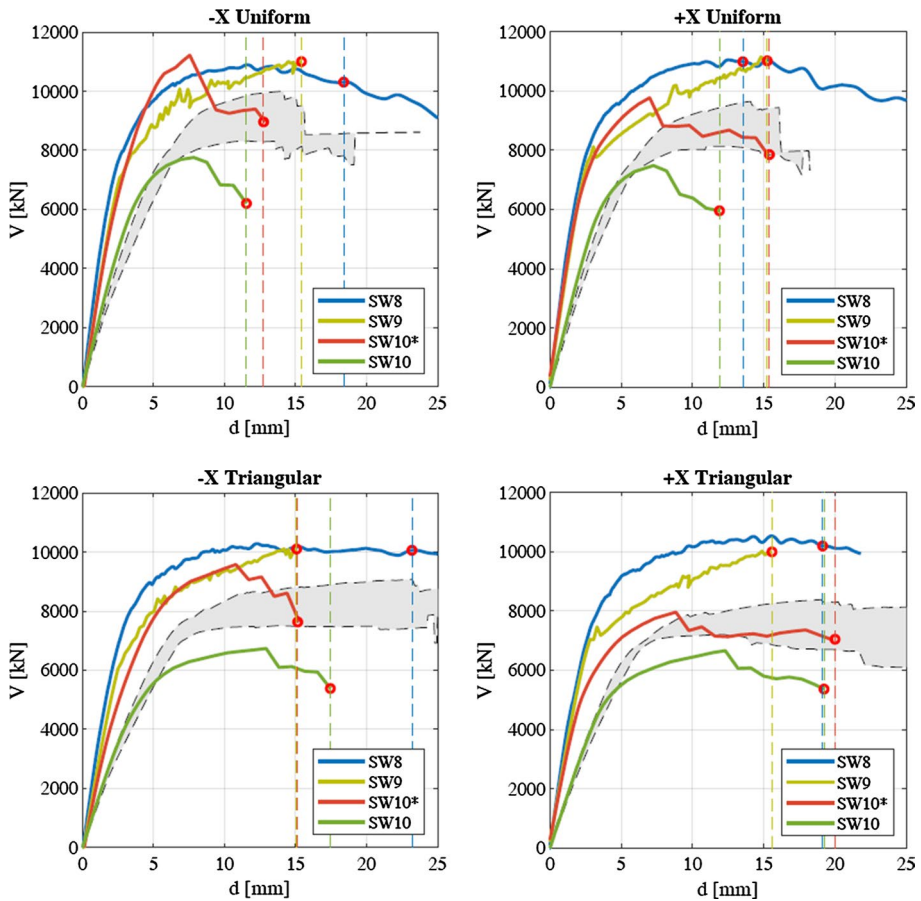 -X Uniform
12000
10000
8000
6000
4000
2000
0
V [kN]
SW8
SW9
SW10*
SW10
0 5 10 15 20 25
d [mm]
+X Uniform
12000
10000
8000
6000
4000
2000
0
V [kN]
SW8
SW9
SW10*
SW10
0 5 10 15 20 25
d [mm]
-X Triangular
12000
10000
8000
6000
4000
2000
0
V [kN]
SW8
SW9
SW10*
SW10
0 5 10 15 20 25
d [mm]
+X Triangular
12000
10000
8000
6000
4000
2000
0
V [kN]
SW8
SW9
SW10*
SW10
0 5 10 15 20 25
d [mm]